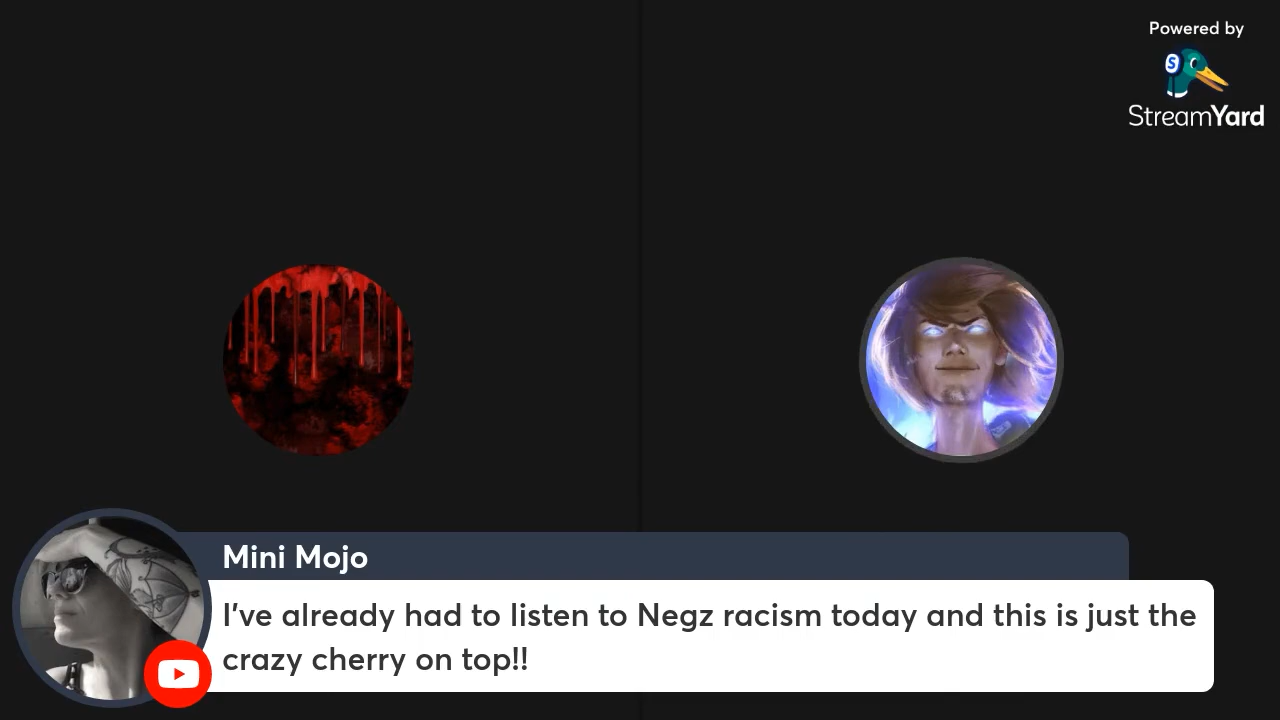 Powered by
S
StreamYard
Mini Mojo
I've already had to listen to Negz racism today and this is just the
crazy cherry on top!!